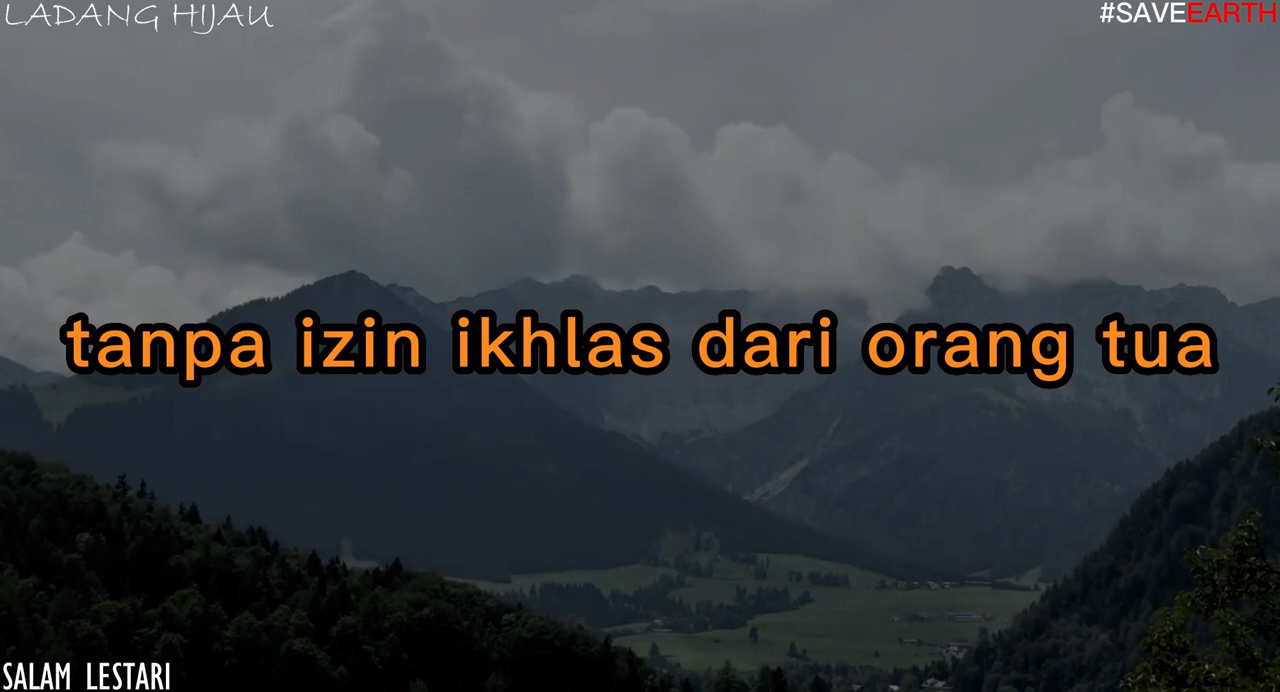 LADANG HIJAU
#SAVEEARTH
tanpa izin ikhlas dari orang tua
SALAM LESTARI